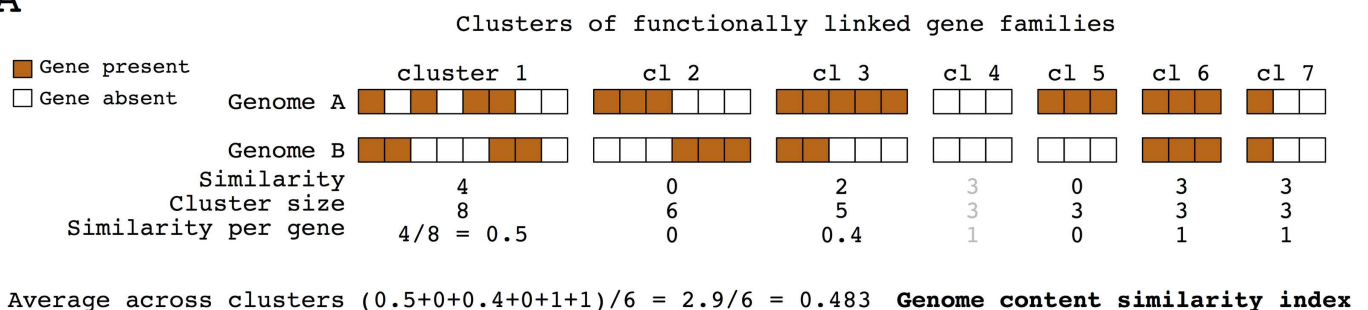 A
Clusters of functionally linked gene families
Gene present
Gene absent
cluster 1 cl 2 cl 3 cl 4 cl 5 cl 6 cl 7
Genome A
Genome B
Similarity 4 0 2 3 0 3 3
Cluster size 8 6 5 3 3 3 3
Similarity per gene 4/8 = 0.5 0 0.4 1 0 1 1
Average across clusters (0.5+0+0.4+0+1+1)/6 = 2.9/6 = 0.483 Genome content similarity index